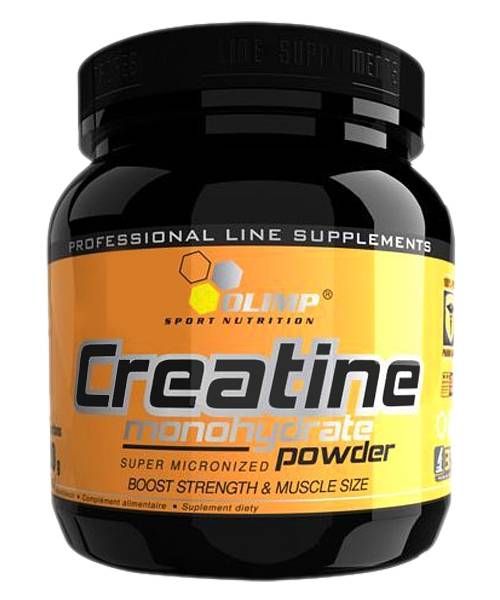 PROFESSIONAL LINE SUPPLEMENTS
OLIMP®
SPORT NUTRITION
Creatine
monohydrate
powder
SUPER MICRONIZED
BOOST STRENGTH & MUSCLE SIZE
• Complément alimentaire • Suplement diety